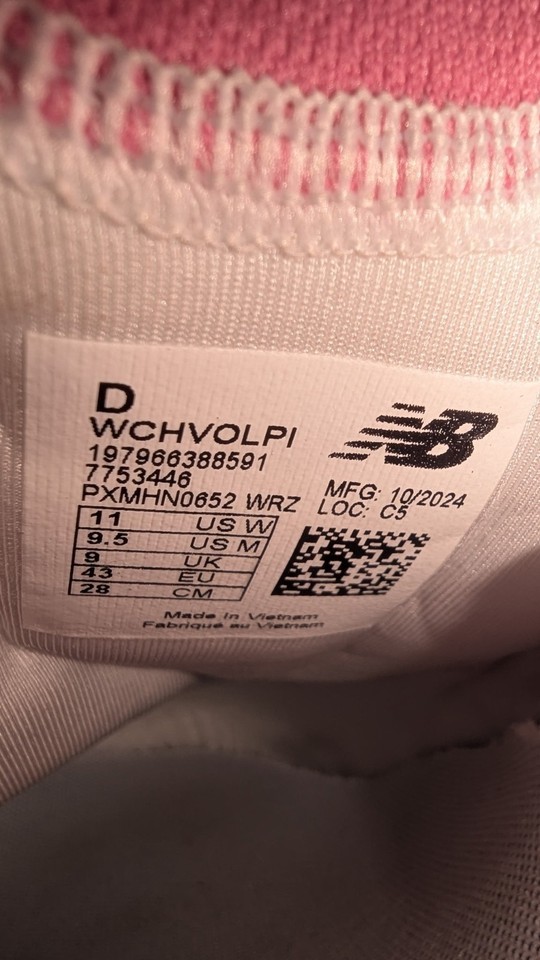 D
WCHVOLPI
197966388591
7753446
PXMHN0652 WRZ
NB
MFG: 10/2024
LOC: C5
11 US W
9.5 US M
9 UK
43 EU
28 CM
Made in Vietnam
Fabriqué au Vietnam